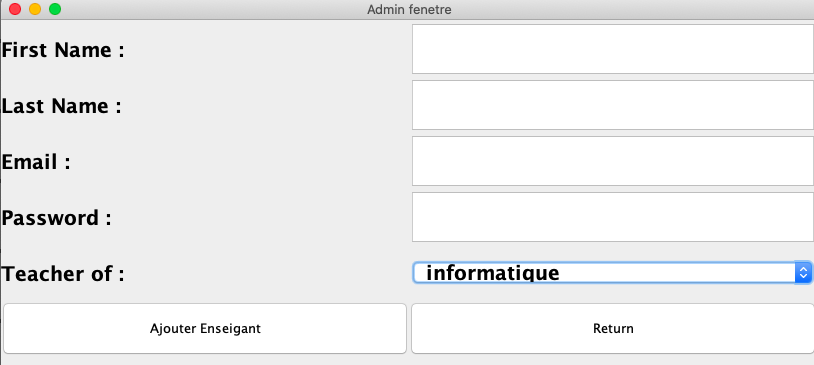 Admin fenetre
First Name :
Last Name :
Email :
Password :
Teacher of :
informatique
Ajouter Enseigant
Return